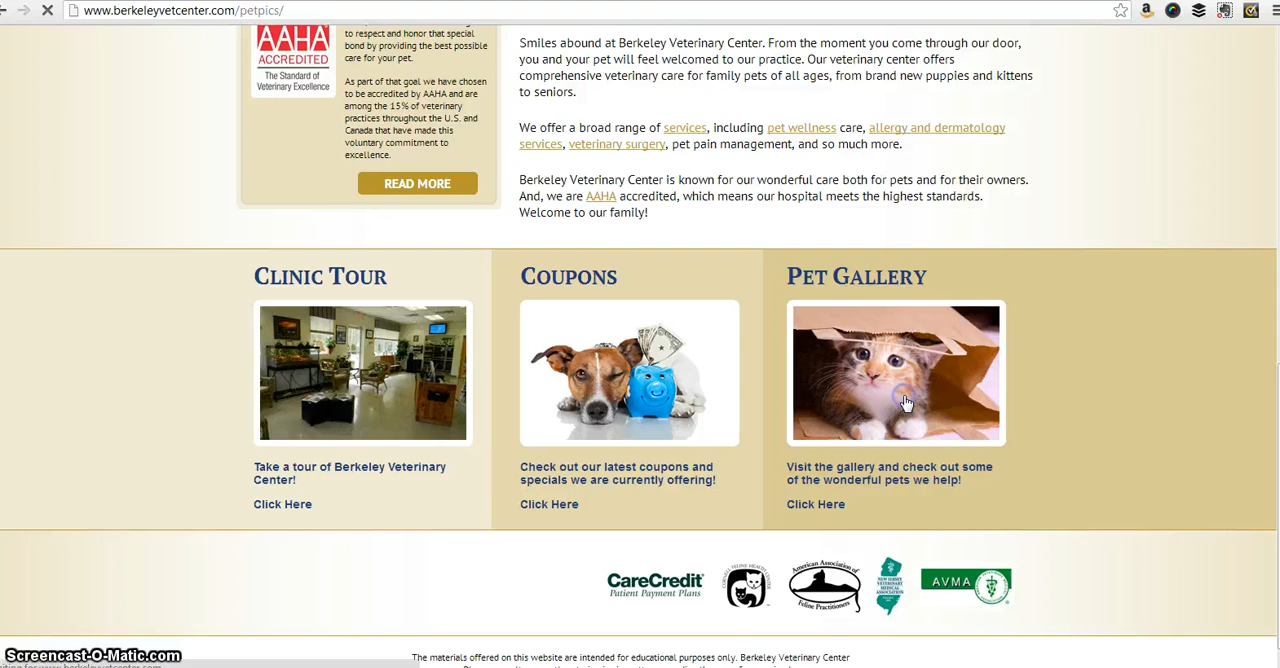 www.berkeleyvetcenter.com/petpics/
AAHA
ACCREDITED
The Standard of
Veterinary Excellence
to respect and honor that special
bond by providing the best possible
care for your pet.
As part of that goal we have chosen
to be accredited by AAHA and are
among the 15% of veterinary
practices throughout the U.S. and
Canada that have made this
voluntary commitment to
excellence.
READ MORE
Smiles abound at Berkeley Veterinary Center. From the moment you come through our door,
you and your pet will feel welcomed to our practice. Our veterinary center offers
comprehensive veterinary care for family pets of all ages, from brand new puppies and kittens
to seniors.
We offer a broad range of services, including pet wellness care, allergy and dermatology
services, veterinary surgery, pet pain management, and so much more.
Berkeley Veterinary Center is known for our wonderful care both for pets and for their owners.
And, we are AAHA accredited, which means our hospital meets the highest standards.
Welcome to our family!
CLINIC TOUR
Take a tour of Berkeley Veterinary
Center!
Click Here
COUPONS
Check out our latest coupons and
specials we are currently offering!
Click Here
PET GALLERY
Visit the gallery and check out some
of the wonderful pets we help!
Click Here
CareCredit
Patient Payment Plans
CORNELL FELINE HEALTH CENTER
American Association of
Feline Practitioners
NEW JERSEY
VETERINARY
MEDICAL
ASSOCIATION
AVMA
Screencast-O-Matic.com
The materials offered on this website are intended for educational purposes only. Berkeley Veterinary Center